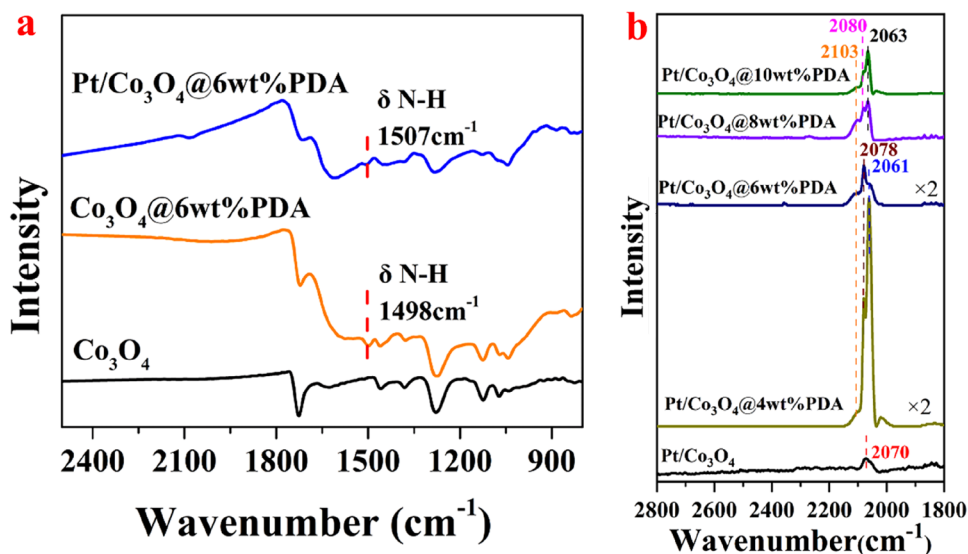 a
Pt/Co₃O₄@6wt%PDA
δ N-H
1507cm⁻¹
Co₃O₄@6wt%PDA
δ N-H
1498cm⁻¹
Co₃O₄
Intensity
2400 2100 1800 1500 1200 900
Wavenumber (cm⁻¹)
b
2080
2063
2103
Pt/Co₃O₄@10wt%PDA
Pt/Co₃O₄@8wt%PDA
2078
2061
Pt/Co₃O₄@6wt%PDA
×2
Pt/Co₃O₄@4wt%PDA
×2
Pt/Co₃O₄
2070
Intensity
2800 2600 2400 2200 2000 1800
Wavenumber(cm⁻¹)